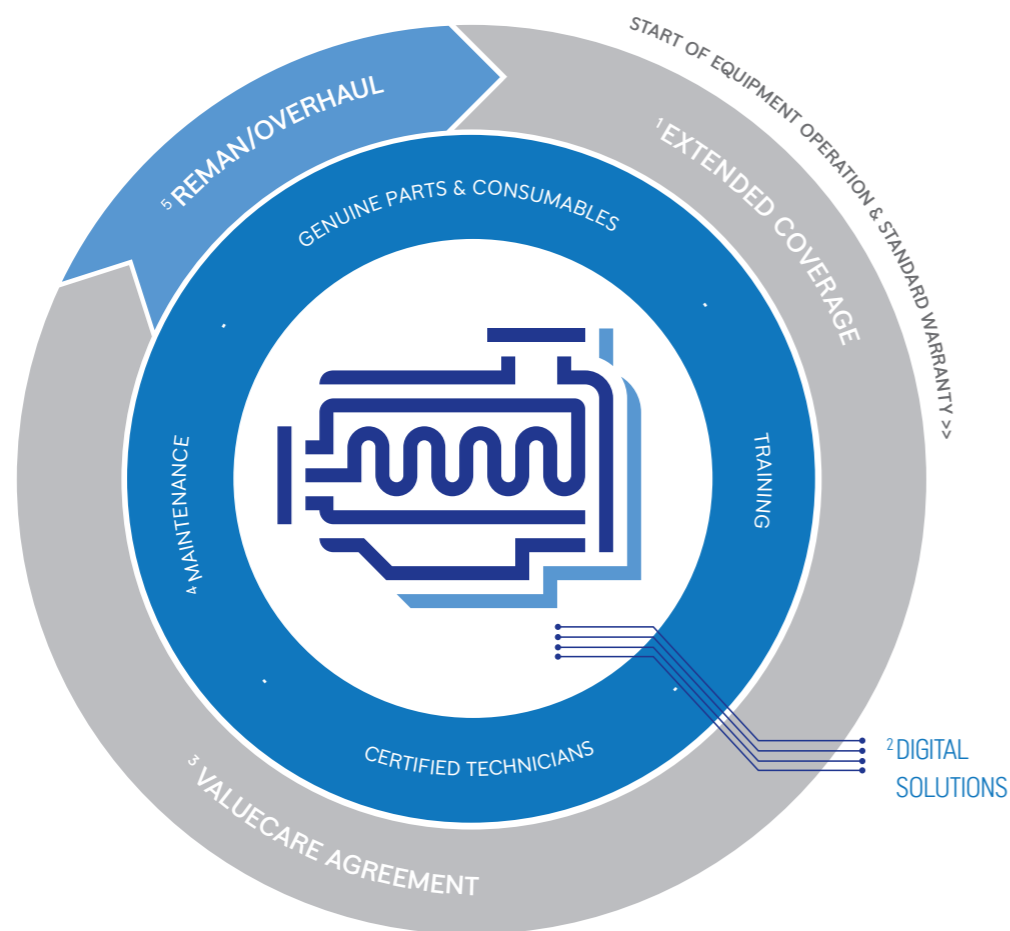 START OF EQUIPMENT OPERATION & STANDARD WARRANTY >>
⁵ REMAN/OVERHAUL
¹ EXTENDED COVERAGE
GENUINE PARTS & CONSUMABLES
TRAINING
⁴ MAINTENANCE
CERTIFIED TECHNICIANS
³ VALUECARE AGREEMENT
² DIGITAL
SOLUTIONS